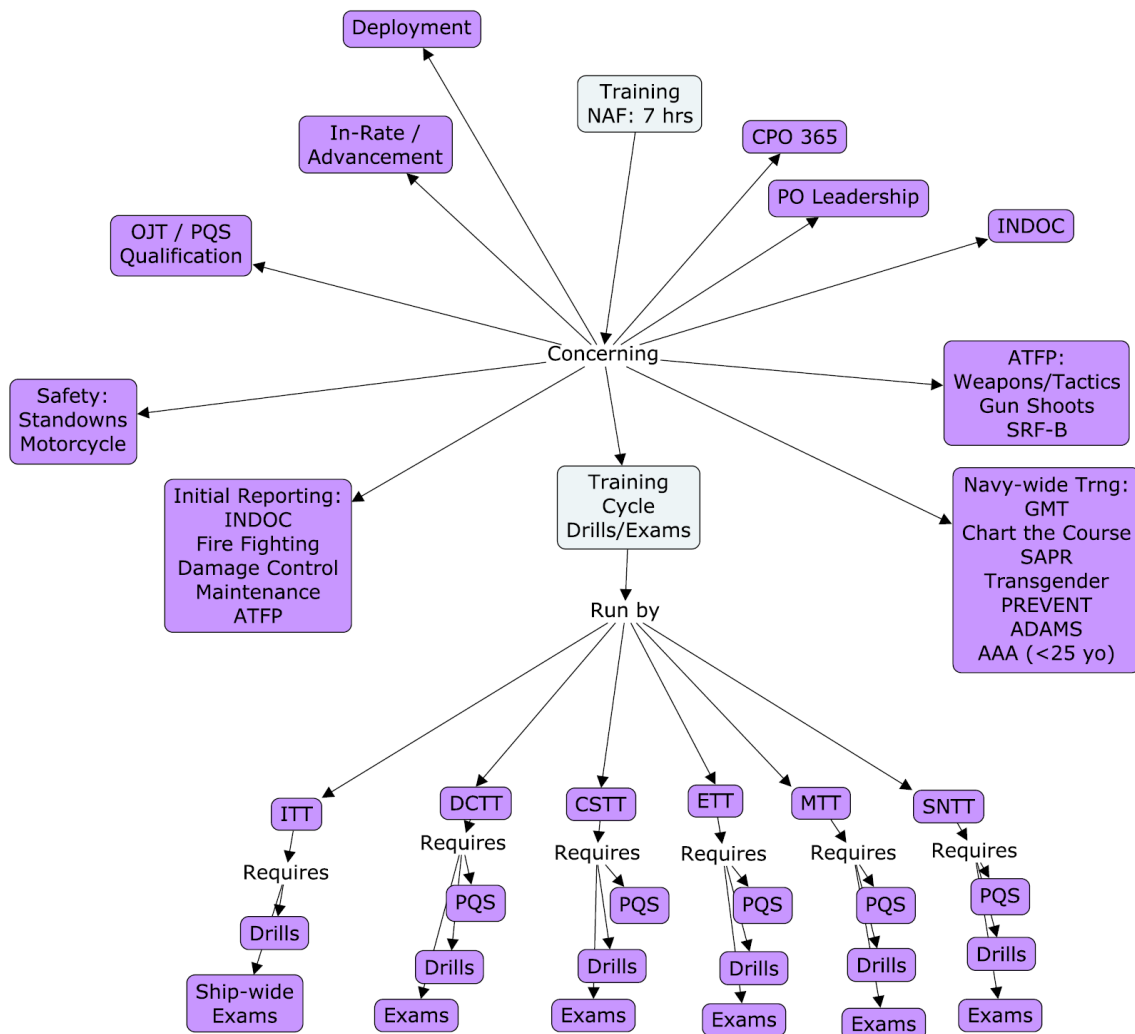 Deployment
Training
NAF: 7 hrs
In-Rate /
Advancement
CPO 365
PO Leadership
OJT / PQS
Qualification
INDOC
Concerning
Safety:
Standowns
Motorcycle
ATFP:
Weapons/Tactics
Gun Shoots
SRF-B
Initial Reporting:
INDOC
Fire Fighting
Damage Control
Maintenance
ATFP
Training
Cycle
Drills/Exams
Navy-wide Trng:
GMT
Chart the Course
SAPR
Transgender
PREVENT
ADAMS
AAA (<25 yo)
Run by
ITT
DCTT
CSTT
ETT
MTT
SNTT
Requires
Requires
Requires
Requires
Requires
Requires
PQS
PQS
PQS
PQS
PQS
Drills
Drills
Drills
Drills
Drills
Drills
Ship-wide
Exams
Exams
Exams
Exams
Exams
Exams